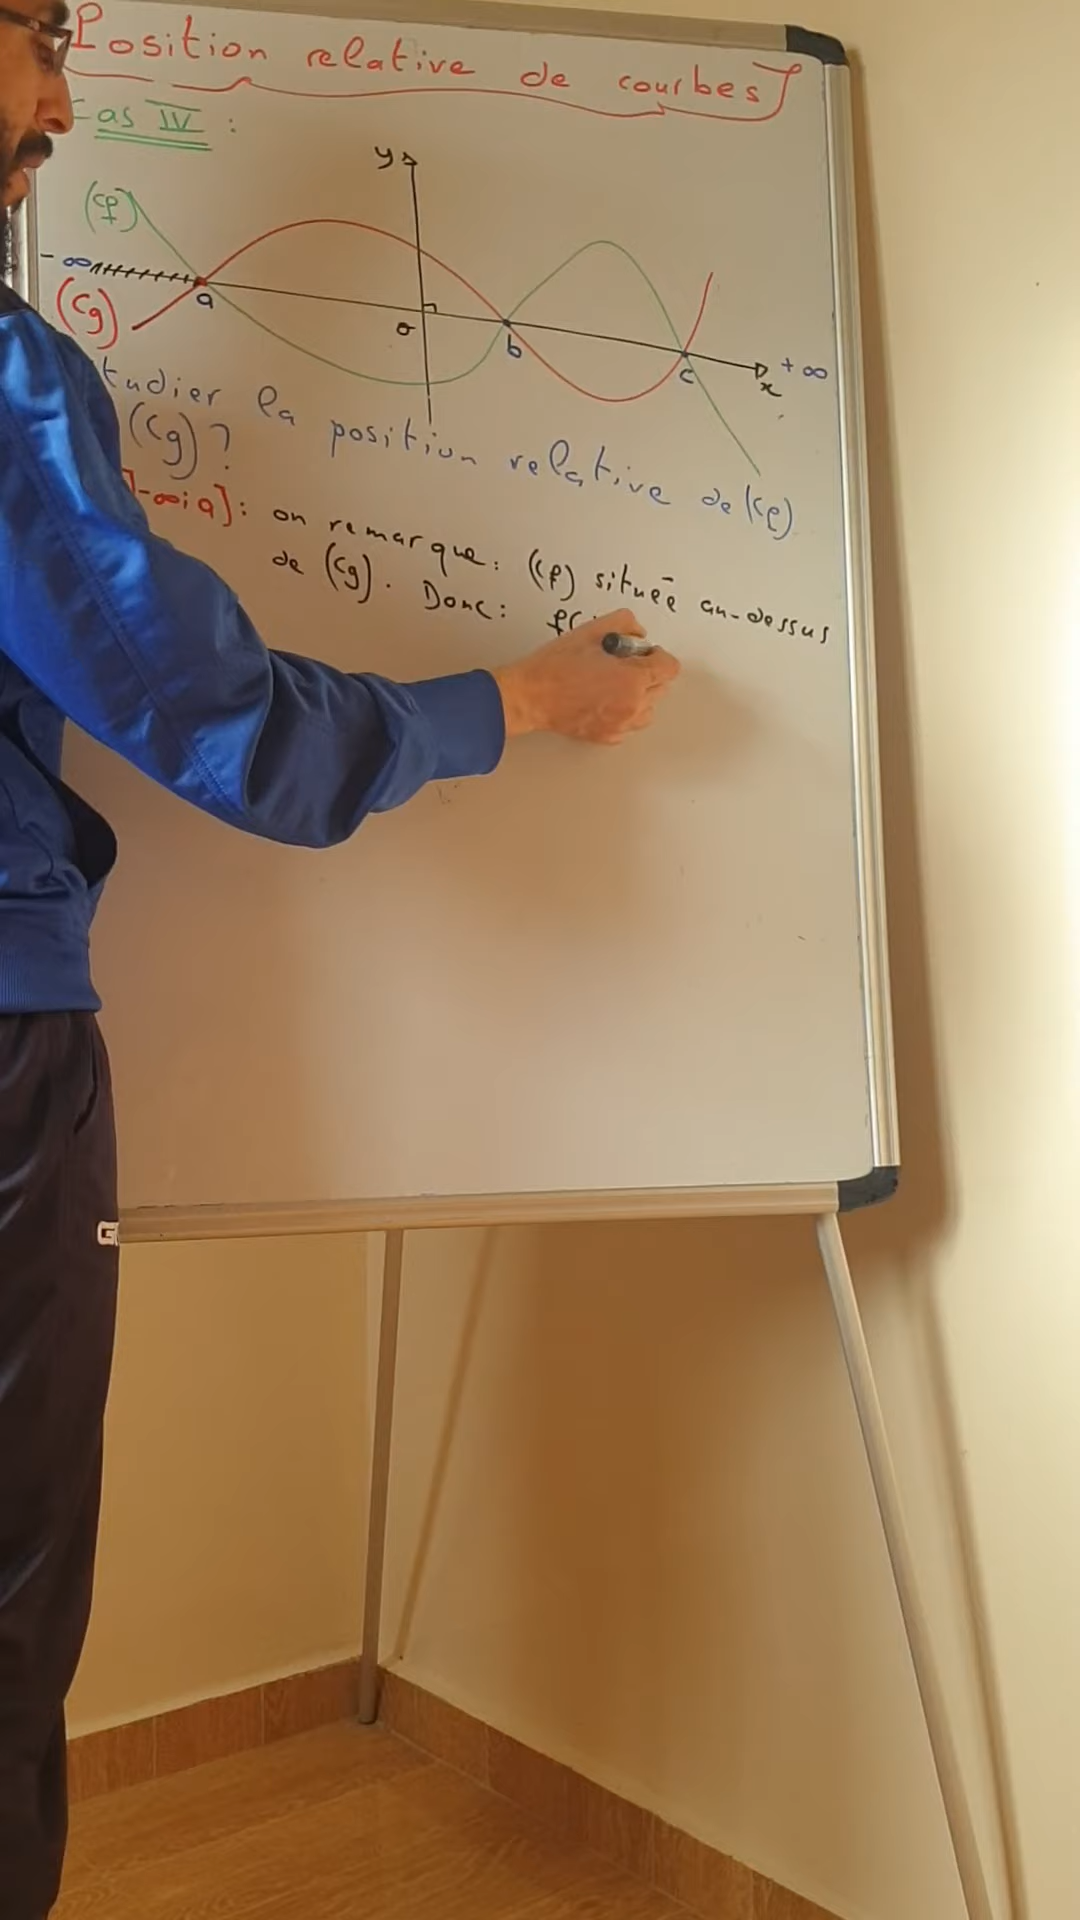 Position relative de courbes
Cas IV :
y
(Cf)
- ∞
a
(Cg)
o
b
c
x
+ ∞
tudier la position relative de (Cf)
(Cg) ?
]-∞; a] : on remarque : (Cf) située au-dessus
de (Cg). Donc : f(